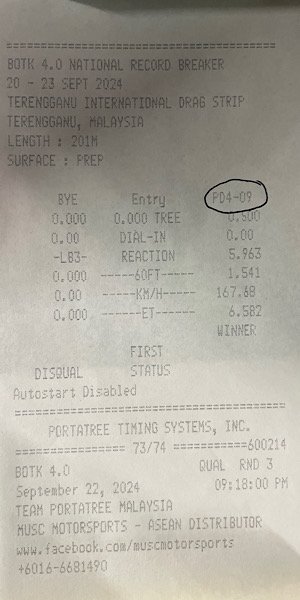 ================================
BOTK 4.0 NATIONAL RECORD BREAKER
20 - 23 SEPT 2024
TERENGGANU INTERNATIONAL DRAG STRIP
TERENGGANU, MALAYSIA
LENGTH : 201M
SURFACE : PREP
BYE Entry PD4-09
0.000 0.000 TREE 0.500
0.00 DIAL-IN 0.00
-LB3- REACTION 5.963
0.000 ------60FT------ 1.541
0.00 ------KM/H------ 167.68
0.000 -------ET------- 6.582
WINNER
FIRST
DISQUAL STATUS
Autostart Disabled
================================
PORTATREE TIMING SYSTEMS, INC.
================ 73/74 ===========600214
BOTK 4.0 QUAL RND 3
September 22, 2024 09:18:00 PM
TEAM PORTATREE MALAYSIA
MUSC MOTORSPORTS - ASEAN DISTRIBUTOR
www.facebook.com/muscmotorsports
+6016-6681490